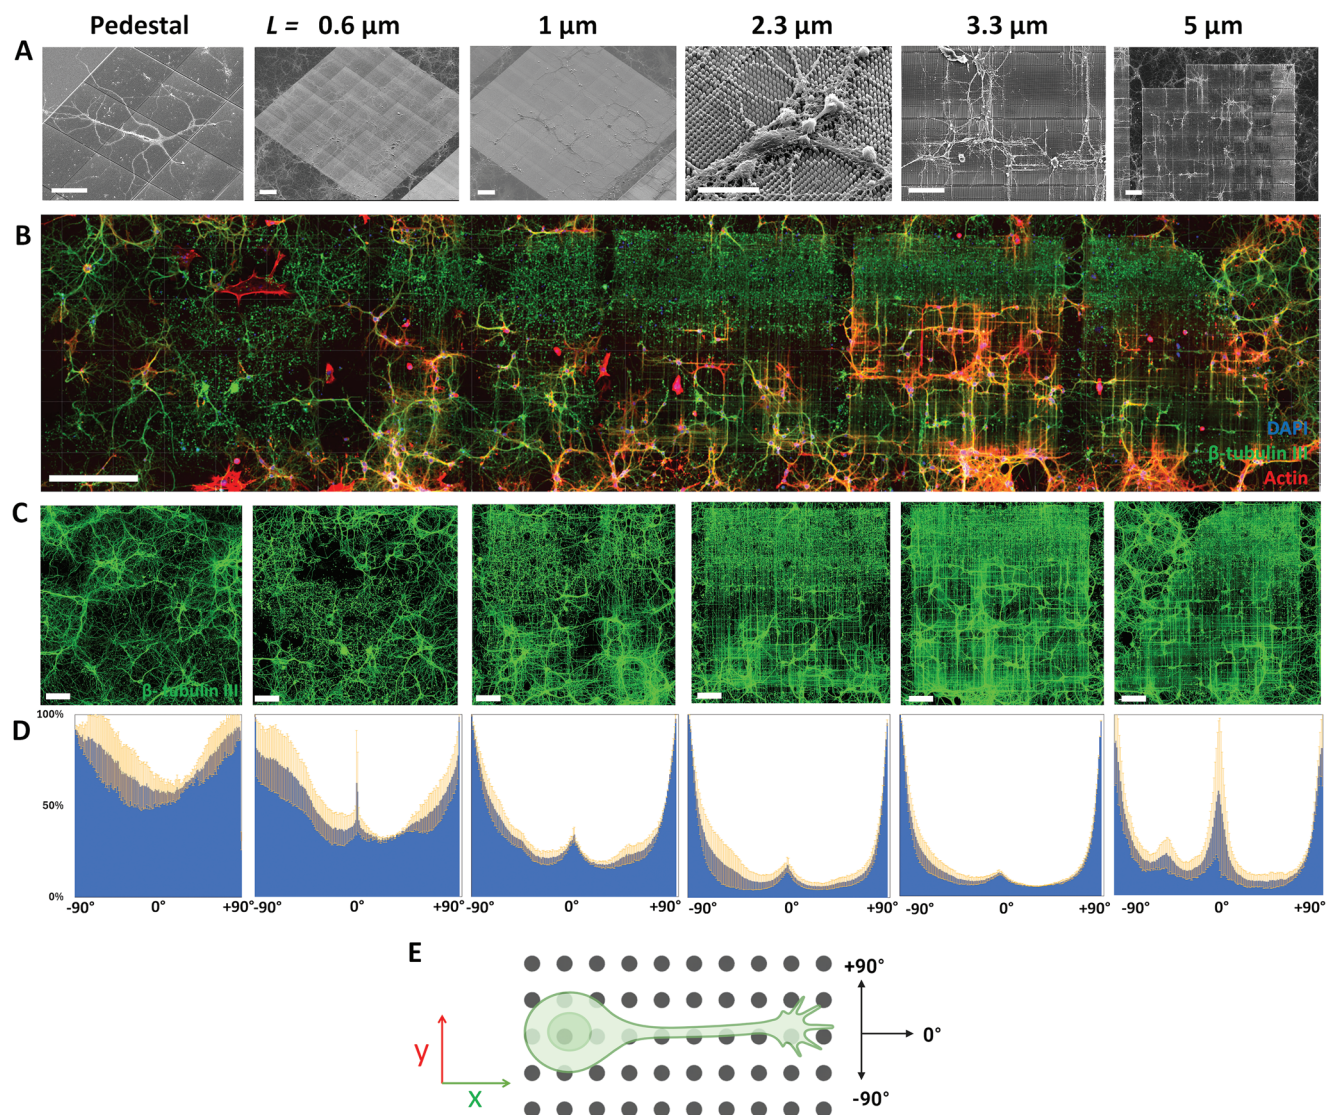 Pedestal L = 0.6 μm 1 μm 2.3 μm 3.3 μm 5 μm
A
B
DAPI
β-tubulin III
Actin
C
β-tubulin III
D
100%
50%
0%
-90° 0° +90° -90° 0° +90° -90° 0° +90° -90° 0° +90° -90° 0° +90° -90° 0° +90°
E
+90°
0°
-90°
y
x